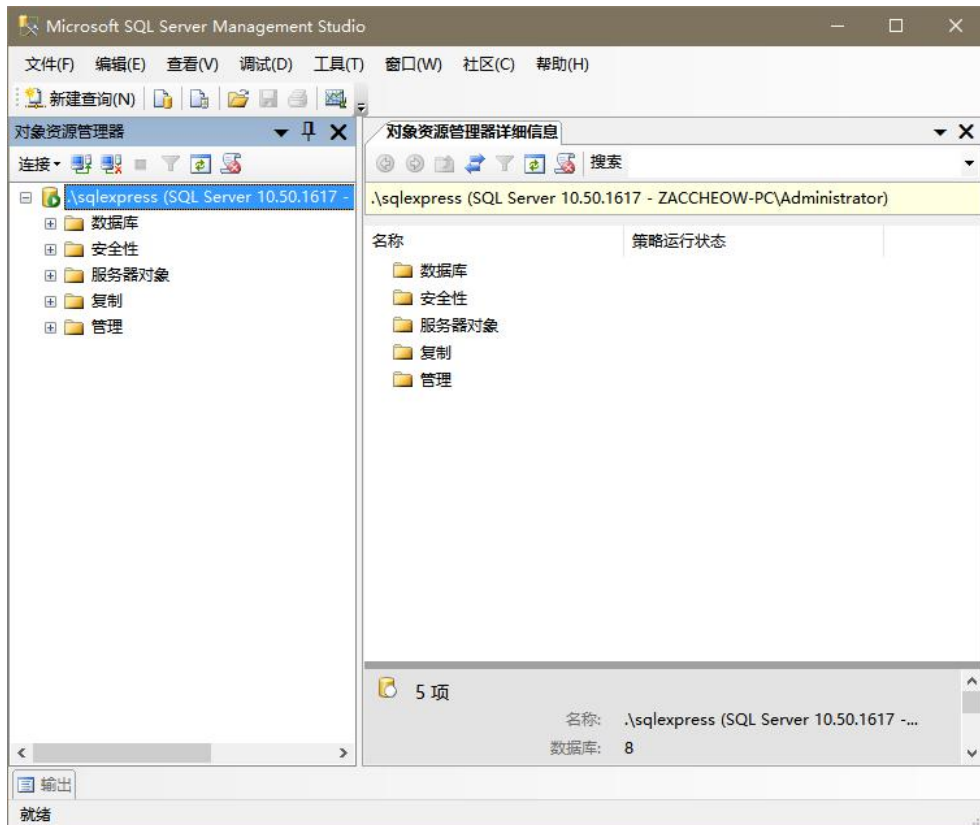 Microsoft SQL Server Management Studio
文件(F) 编辑(E) 查看(V) 调试(D) 工具(T) 窗口(W) 社区(C) 帮助(H)
新建查询(N)
对象资源管理器
连接
.\sqlexpress (SQL Server 10.50.1617 -
数据库
安全性
服务器对象
复制
管理
对象资源管理器详细信息
搜索
.\sqlexpress (SQL Server 10.50.1617 - ZACCHEOW-PC\Administrator)
名称 策略运行状态
数据库
安全性
服务器对象
复制
管理
5 项
名称: .\sqlexpress (SQL Server 10.50.1617 -...
数据库: 8
输出
就绪